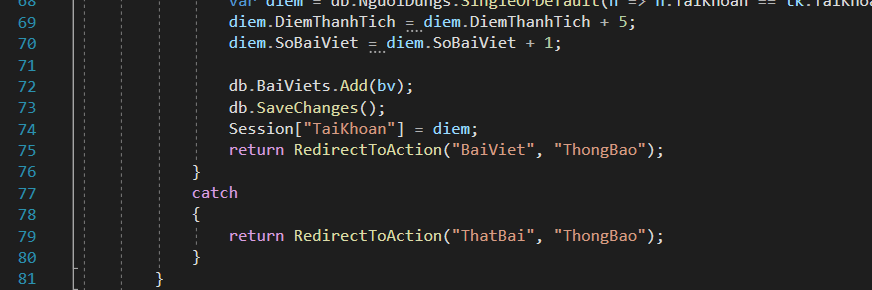 68 var diem = db.NguoiDungs.SingleOrDefault(n => n.TaiKhoan == tk.TaiKhoa
69 diem.DiemThanhTich = diem.DiemThanhTich + 5;
70 diem.SoBaiViet = diem.SoBaiViet + 1;
71
72 db.BaiViets.Add(bv);
73 db.SaveChanges();
74 Session["TaiKhoan"] = diem;
75 return RedirectToAction("BaiViet", "ThongBao");
76 }
77 catch
78 {
79 return RedirectToAction("ThatBai", "ThongBao");
80 }
81 }